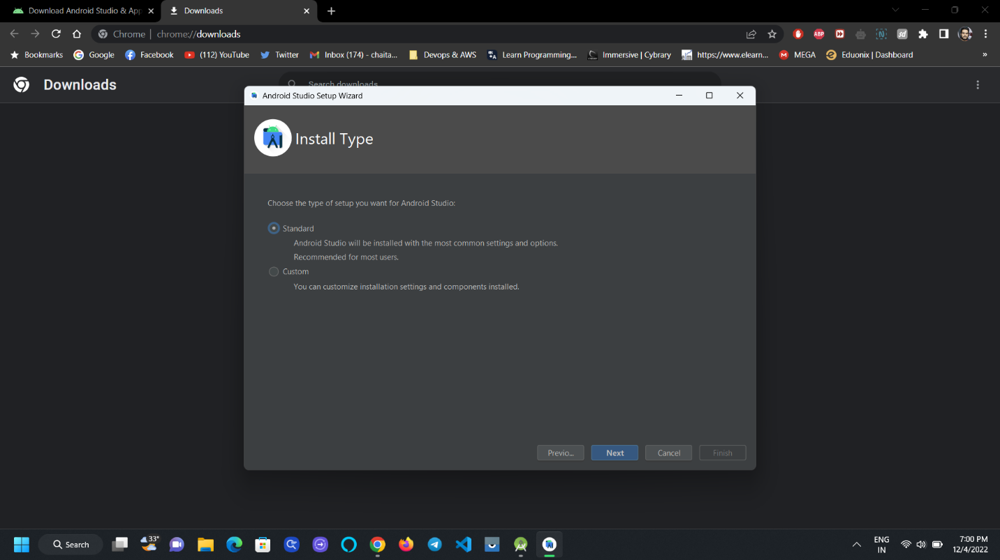 Download Android Studio & App
Downloads
Chrome
chrome://downloads
Bookmarks
Google
Facebook
(112) YouTube
Twitter
Inbox (174) - chaita...
Devops & AWS
Learn Programming...
Immersive | Cybrary
https://www.elearn...
MEGA
Eduonix | Dashboard
»
ABP
sd
Downloads
Search downloads
Android Studio Setup Wizard
Install Type
Choose the type of setup you want for Android Studio:
Standard
Android Studio will be installed with the most common settings and options.
Recommended for most users.
Custom
You can customize installation settings and components installed.
Previo...
Next
Cancel
Finish
Search
33°
ENG
IN
7:00 PM
12/4/2022